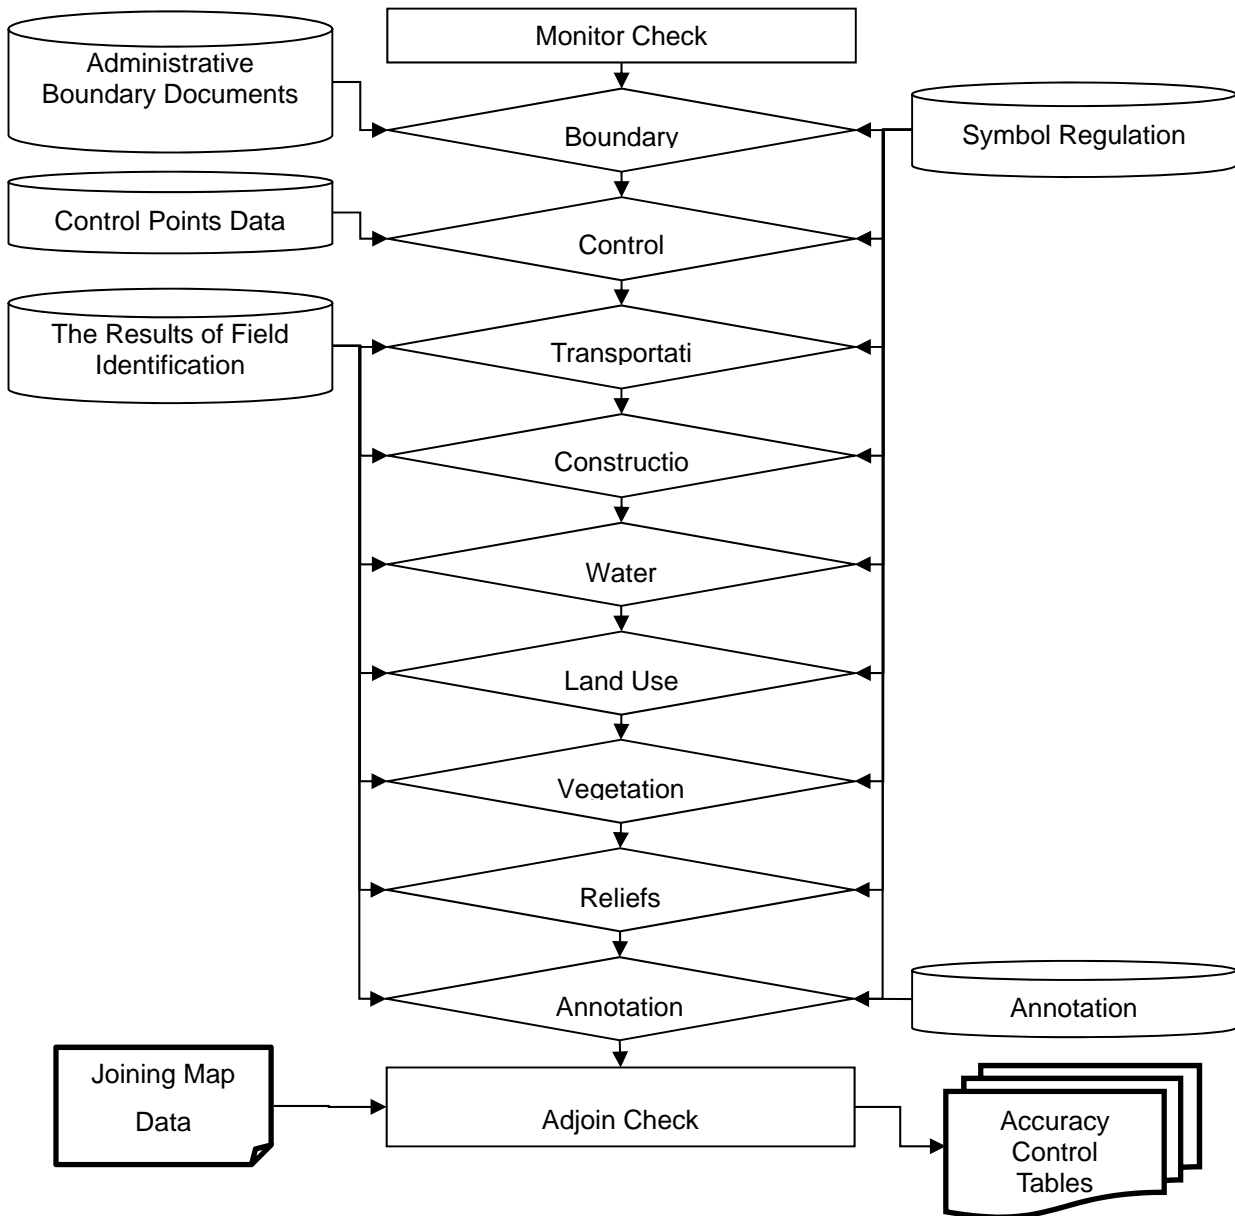 Monitor Check
Administrative
Boundary Documents
Boundary
Symbol Regulation
Control Points Data
Control
The Results of Field
Identification
Transportati
Constructio
Water
Land Use
Vegetation
Reliefs
Annotation
Annotation
Joining Map
Data
Adjoin Check
Accuracy
Control
Tables